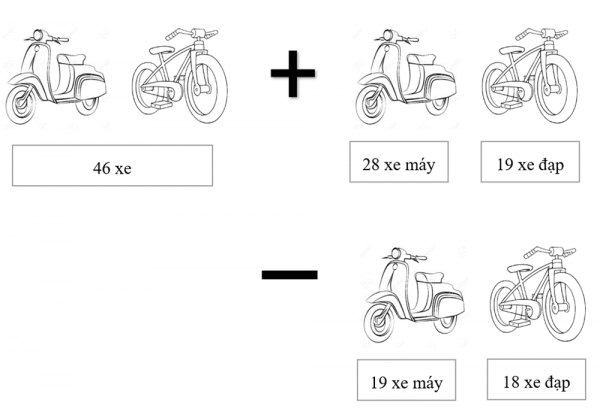 46 xe
28 xe máy
19 xe đạp
19 xe máy
18 xe đạp